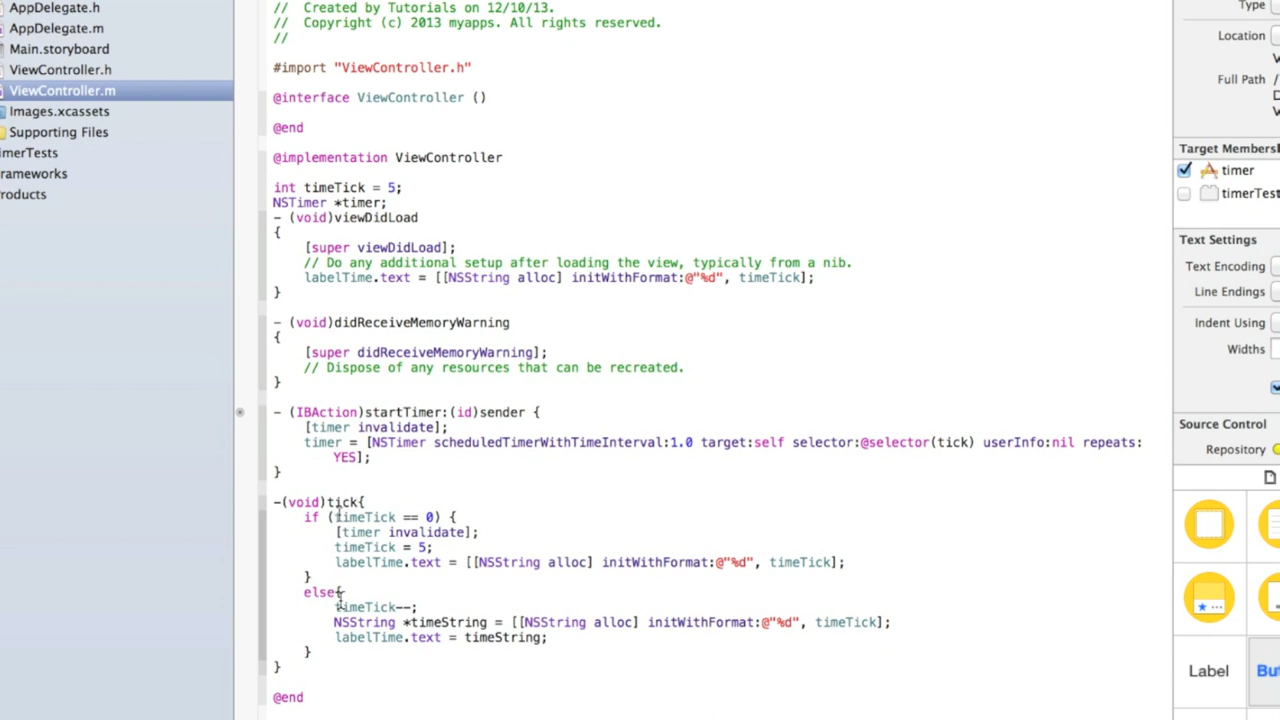 AppDelegate.h
AppDelegate.m
Main.storyboard
ViewController.h
ViewController.m
Images.xcassets
Supporting Files
imerTests
rameworks
roducts
//  Created by Tutorials on 12/10/13.
//  Copyright (c) 2013 myapps. All rights reserved.
//
#import "ViewController.h"
@interface ViewController ()
@end
@implementation ViewController
int timeTick = 5;
NSTimer *timer;
- (void)viewDidLoad
{
    [super viewDidLoad];
    // Do any additional setup after loading the view, typically from a nib.
    labelTime.text = [[NSString alloc] initWithFormat:@"%d", timeTick];
}
- (void)didReceiveMemoryWarning
{
    [super didReceiveMemoryWarning];
    // Dispose of any resources that can be recreated.
}
- (IBAction)startTimer:(id)sender {
    [timer invalidate];
    timer = [NSTimer scheduledTimerWithTimeInterval:1.0 target:self selector:@selector(tick) userInfo:nil repeats:
        YES];
}
-(void)tick{
    if (timeTick == 0) {
        [timer invalidate];
        timeTick = 5;
        labelTime.text = [[NSString alloc] initWithFormat:@"%d", timeTick];
    }
    else{
        timeTick--;
        NSString *timeString = [[NSString alloc] initWithFormat:@"%d", timeTick];
        labelTime.text = timeString;
    }
}
@end
Type
Location
Full Path /
Target Membersh
timer
timerTest
Text Settings
Text Encoding
Line Endings
Indent Using
Widths
Source Control
Repository
Label
But